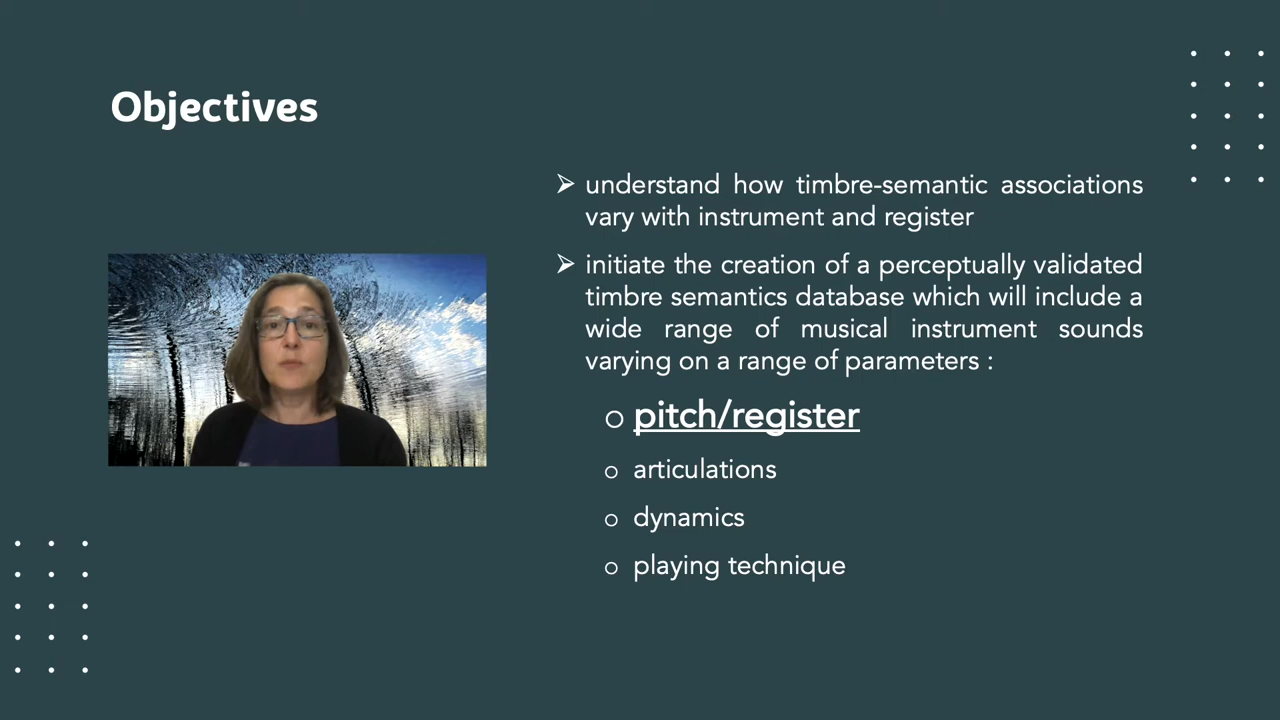 Objectives
➢ understand how timbre-semantic associations
vary with instrument and register
➢ initiate the creation of a perceptually validated
timbre semantics database which will include a
wide range of musical instrument sounds
varying on a range of parameters :
o pitch/register
o articulations
o dynamics
o playing technique